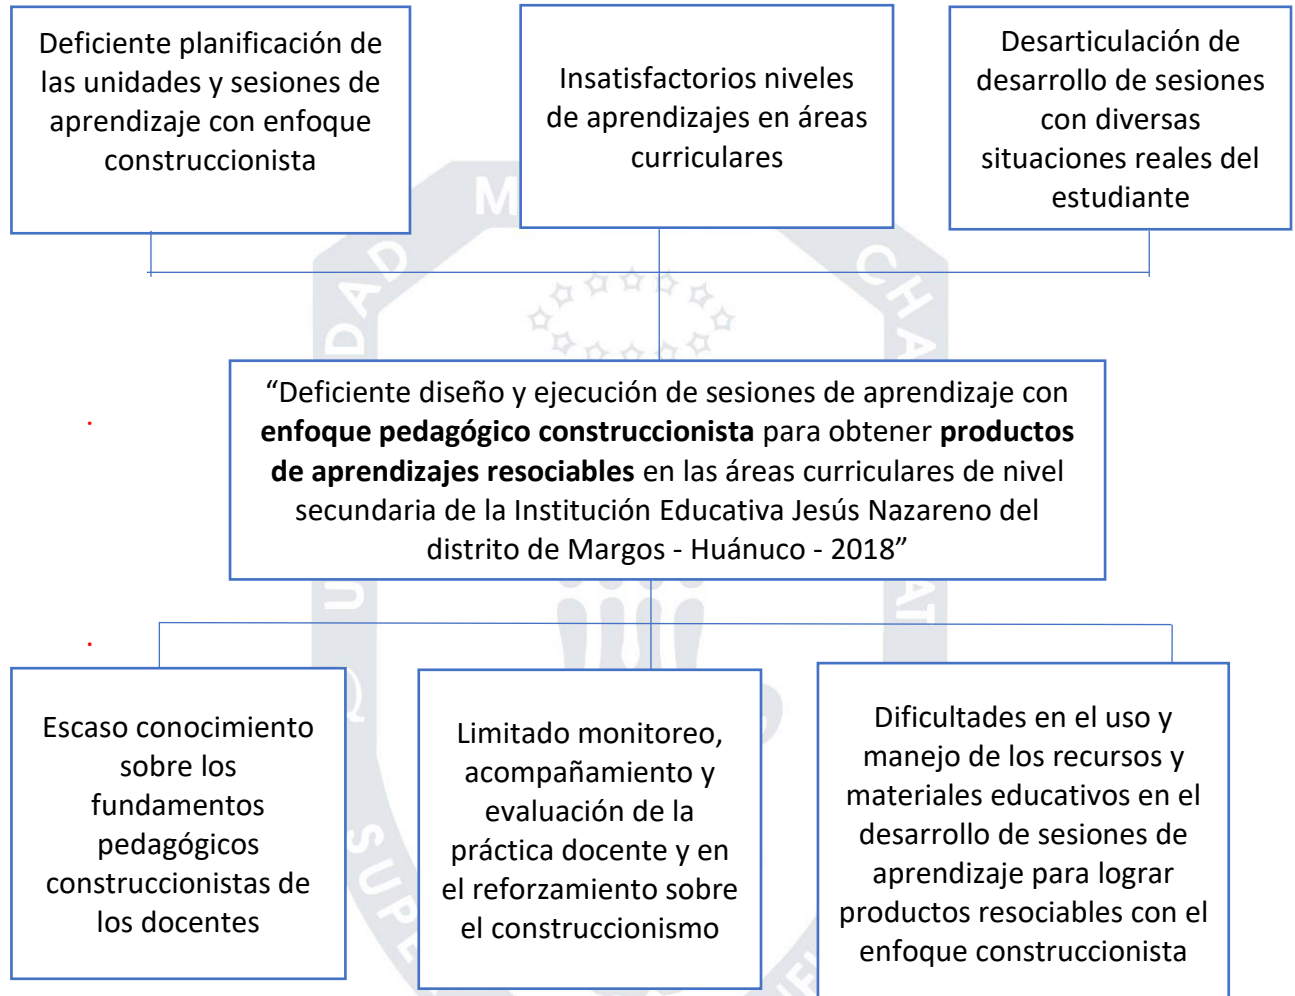 Deficiente planificación de
las unidades y sesiones de
aprendizaje con enfoque
construccionista
Insatisfactorios niveles
de aprendizajes en áreas
curriculares
Desarticulación de
desarrollo de sesiones
con diversas
situaciones reales del
estudiante
“Deficiente diseño y ejecución de sesiones de aprendizaje con
enfoque pedagógico construccionista para obtener productos
de aprendizajes resociables en las áreas curriculares de nivel
secundaria de la Institución Educativa Jesús Nazareno del
distrito de Margos - Huánuco - 2018”
Escaso conocimiento
sobre los
fundamentos
pedagógicos
construccionistas de
los docentes
Limitado monitoreo,
acompañamiento y
evaluación de la
práctica docente y en
el reforzamiento sobre
el construccionismo
Dificultades en el uso y
manejo de los recursos y
materiales educativos en el
desarrollo de sesiones de
aprendizaje para lograr
productos resociables con el
enfoque construccionista